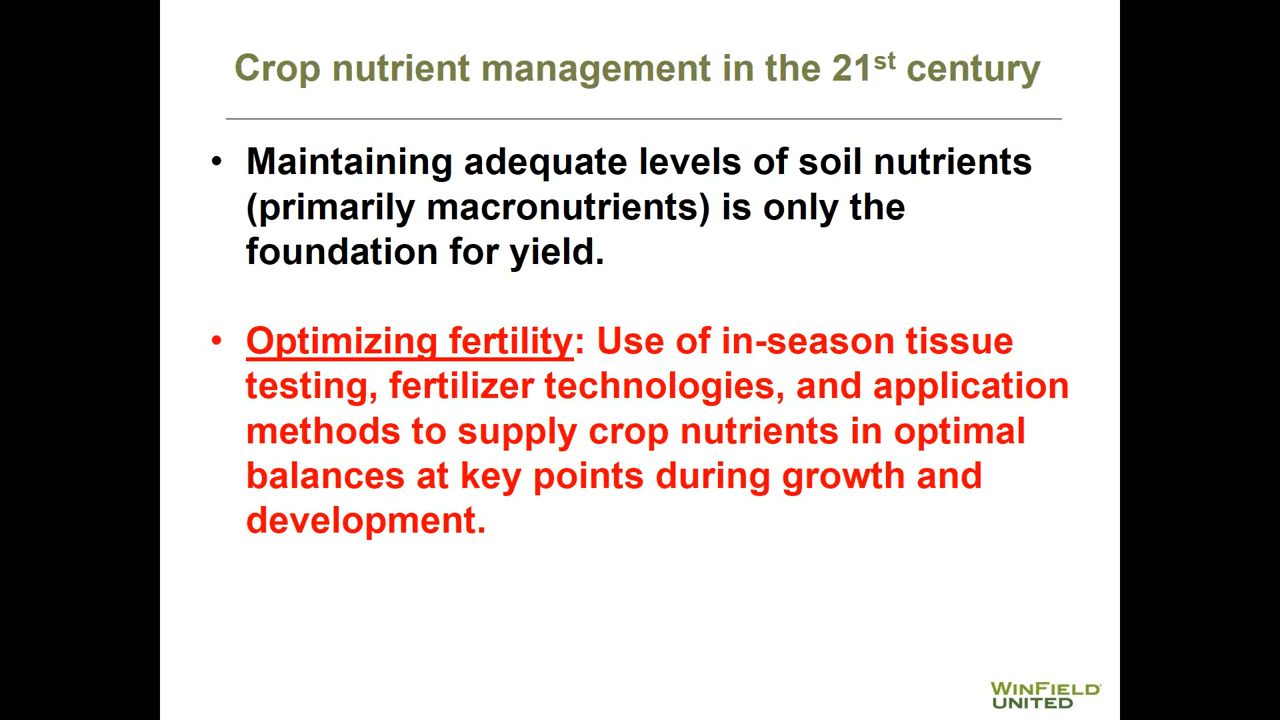 Crop nutrient management in the 21st century
• Maintaining adequate levels of soil nutrients
(primarily macronutrients) is only the
foundation for yield.
• Optimizing fertility: Use of in-season tissue
testing, fertilizer technologies, and application
methods to supply crop nutrients in optimal
balances at key points during growth and
development.
WINFIELD®
UNITED